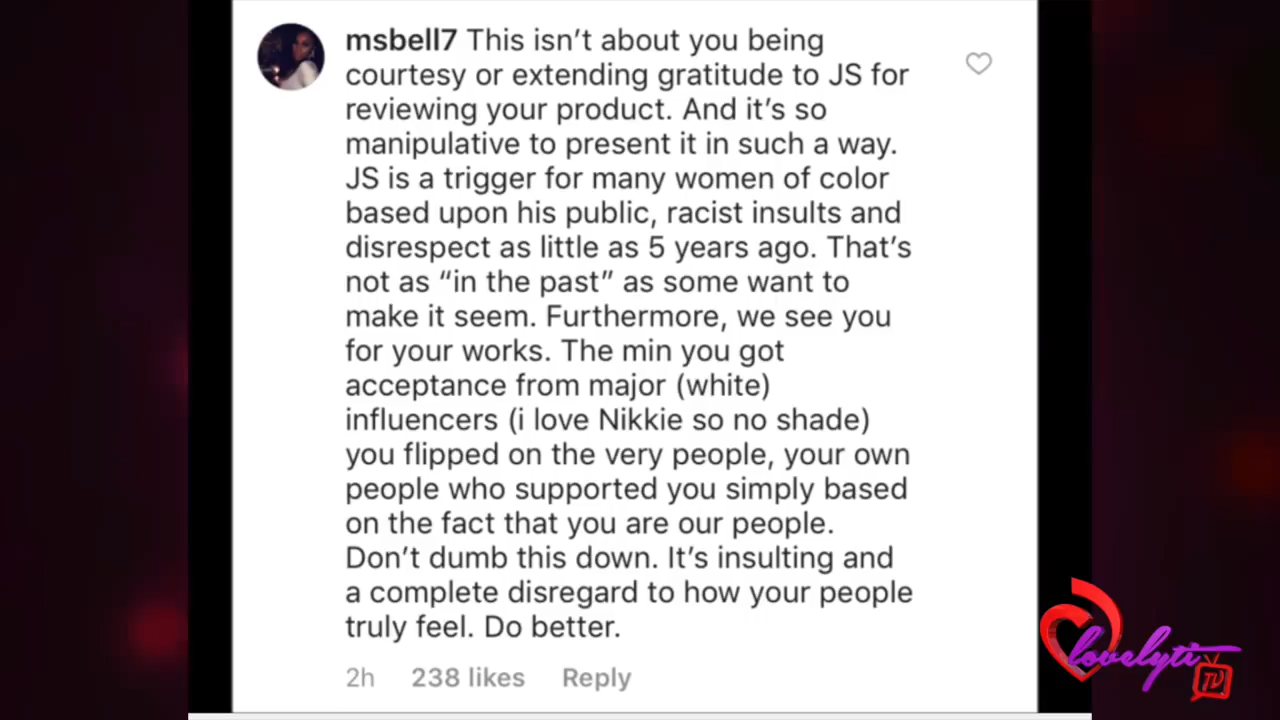 msbell7 This isn’t about you being
courtesy or extending gratitude to JS for
reviewing your product. And it’s so
manipulative to present it in such a way.
JS is a trigger for many women of color
based upon his public, racist insults and
disrespect as little as 5 years ago. That’s
not as “in the past” as some want to
make it seem. Furthermore, we see you
for your works. The min you got
acceptance from major (white)
influencers (i love Nikkie so no shade)
you flipped on the very people, your own
people who supported you simply based
on the fact that you are our people.
Don’t dumb this down. It’s insulting and
a complete disregard to how your people
truly feel. Do better.
2h 238 likes Reply
lovelyti
TV